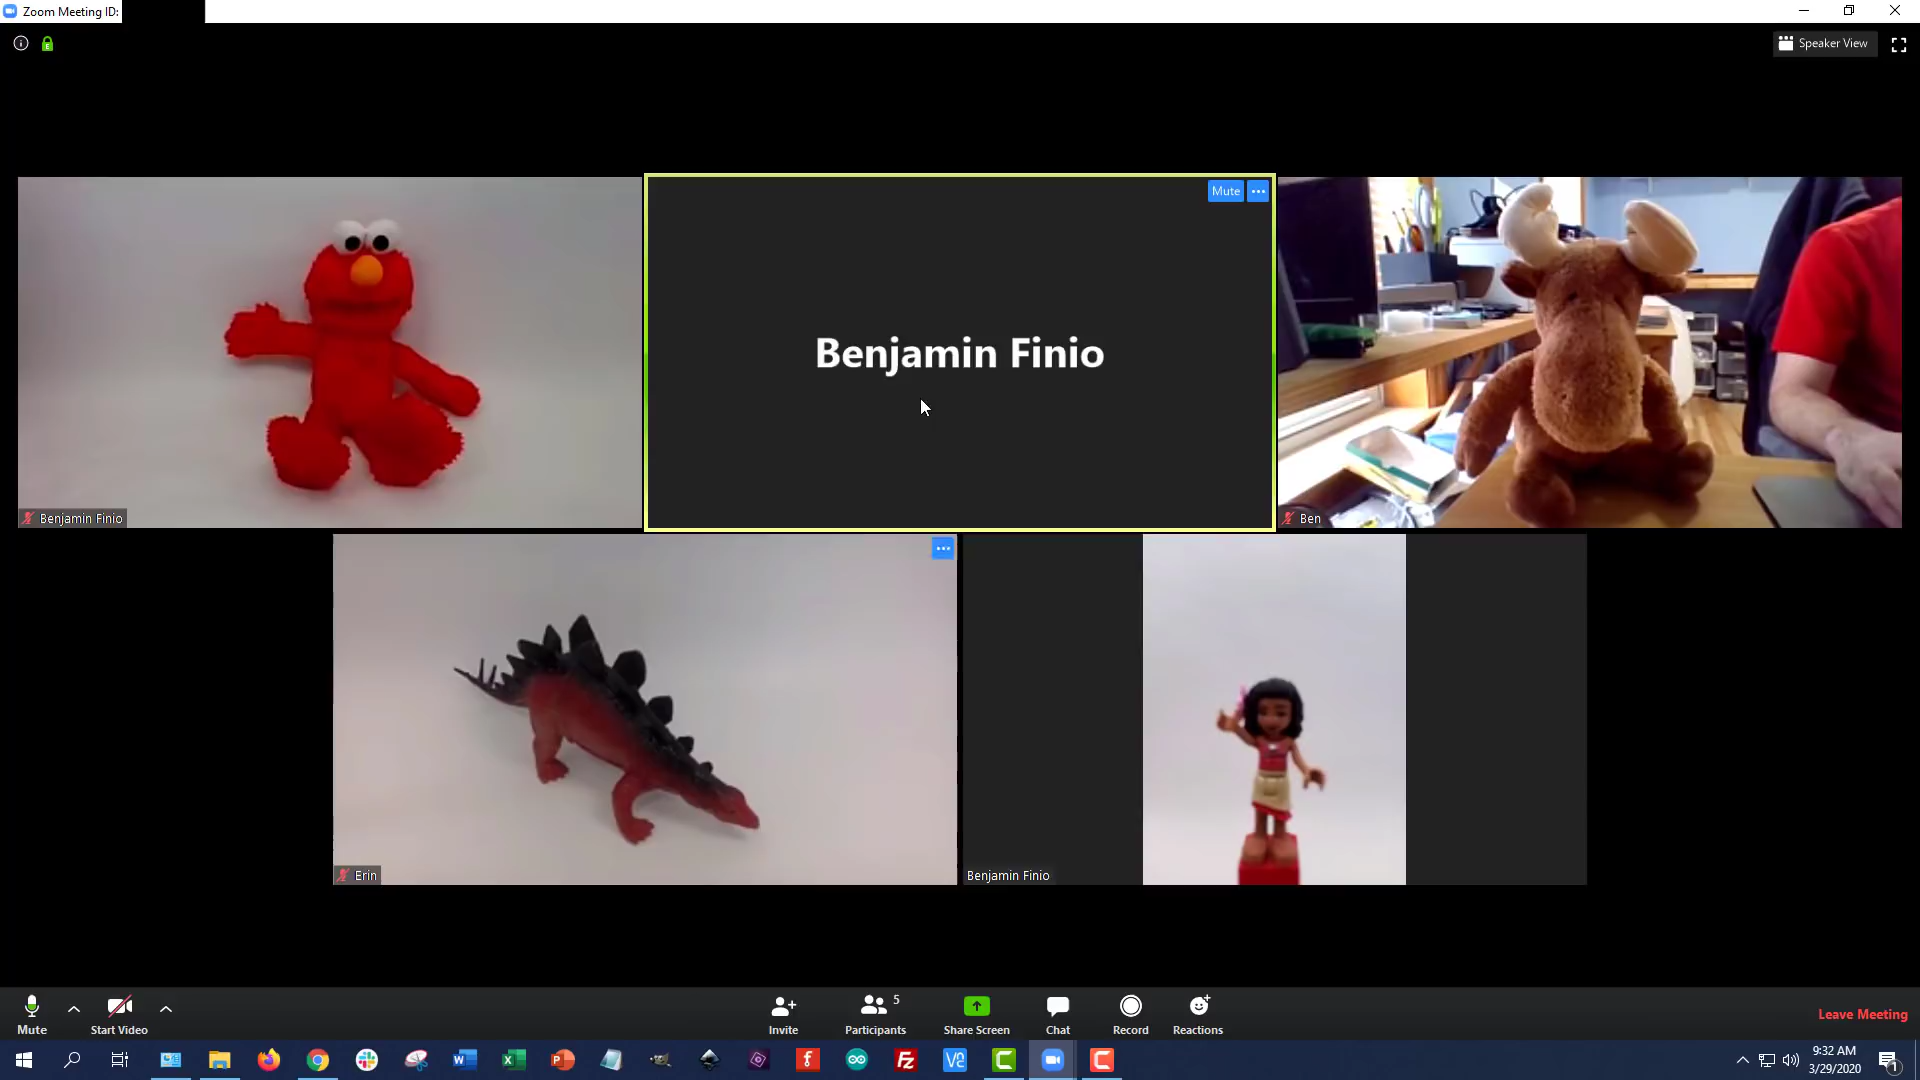 Zoom Meeting ID:
Speaker View
Mute
Benjamin Finio
Benjamin Finio
Ben
Erin
Benjamin Finio
Mute
Start Video
Invite
Participants
5
Share Screen
Chat
Record
Reactions
Leave Meeting
9:32 AM
3/29/2020
1